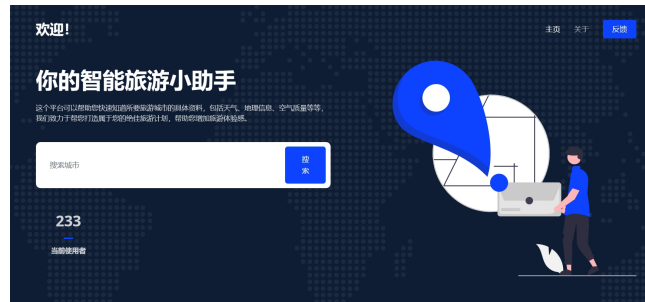 欢迎!
主页 关于 反馈
你的智能旅游小助手
这个平台可以帮助您快速知道所要旅游城市的具体资料，包括天气、地理信息、空气质量等等，
我们致力于帮您打造属于您的绝佳旅游计划，帮助您增加旅游体验感。
搜索城市
搜
索
233
当前使用者